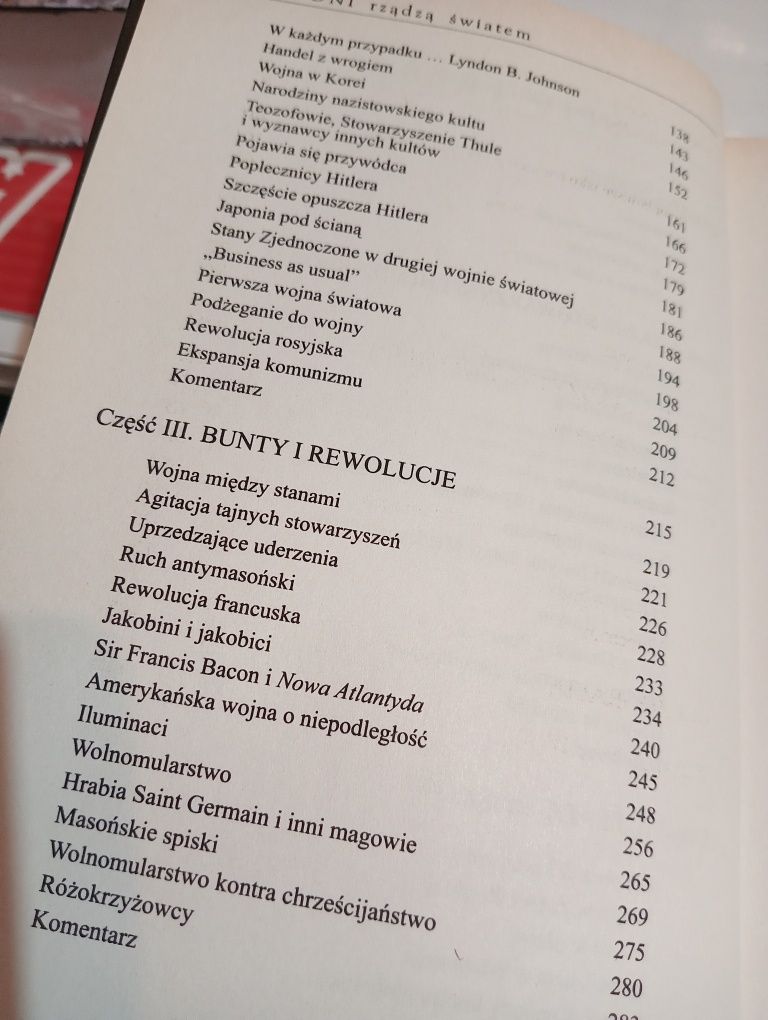 rządzą światem
W każdym przypadku … Lyndon B. Johnson 138
Handel z wrogiem 143
Wojna w Korei 146
Narodziny nazistowskiego kultu 152
Teozofowie, Stowarzyszenie Thule
i wyznawcy innych kultów 161
Pojawia się przywódca 166
Poplecznicy Hitlera 172
Szczęście opuszcza Hitlera 179
Japonia pod ścianą 181
Stany Zjednoczone w drugiej wojnie światowej 186
„Business as usual” 188
Pierwsza wojna światowa 194
Podżeganie do wojny 198
Rewolucja rosyjska 204
Ekspansja komunizmu 209
Komentarz 212
Część III. BUNTY I REWOLUCJE 215
Wojna między stanami 219
Agitacja tajnych stowarzyszeń 221
Uprzedzające uderzenia 226
Ruch antymasoński 228
Rewolucja francuska 233
Jakobini i jakobici 234
Sir Francis Bacon i Nowa Atlantyda 240
Amerykańska wojna o niepodległość 245
Iluminaci 248
Wolnomularstwo 256
Hrabia Saint Germain i inni magowie 265
Masońskie spiski 269
Wolnomularstwo kontra chrześcijaństwo 275
Różokrzyżowcy 280
Komentarz